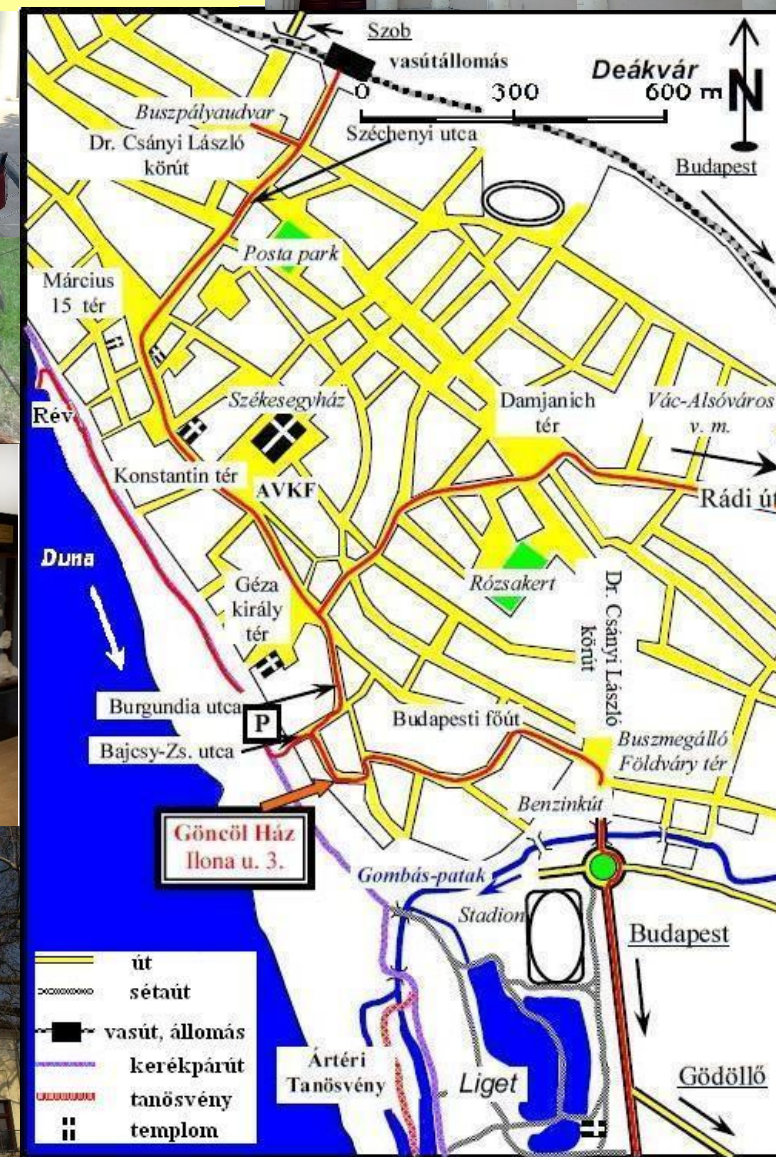 Szob
vasútállomás
Deákvár
N
0 300 600 m
Buszpályaudvar
Széchenyi utca
Dr. Csányi László
körút
Budapest
Posta park
Március
15 tér
Székesegyház
Damjanich
tér
Vác-Alsóváros
v. m.
Rév
Konstantin tér
AVKF
Rádi út
Duna
Géza
király
tér
Rózsakert
Dr. Csányi László
körút
Burgundia utca
P
Budapesti főút
Bajcsy-Zs. utca
Buszmegálló
Földváry tér
Benzinkút
Göncöl Ház
Ilona u. 3.
Gombás-patak
Stadion
Budapest
út
sétaút
vasút, állomás
kerékpárút
tanösvény
templom
Ártéri
Tanösvény
Liget
Gödöllő